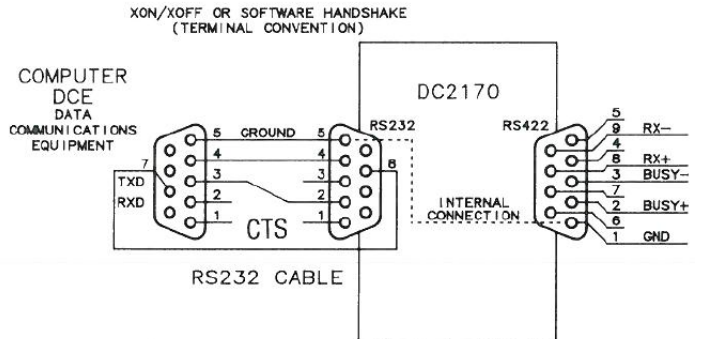 XON/XOFF OR SOFTWARE HANDSHAKE
(TERMINAL CONVENTION)
COMPUTER
DCE
DATA
COMMUNICATIONS
EQUIPMENT
DC2170
RS232
RS422
5 GROUND 5
4 4
3 3
2 2
1 1
7
TXD
RXD
CTS
8
INTERNAL
CONNECTION
5
9 RX-
4
8 RX+
3 BUSY-
7
2 BUSY+
6
1 GND
RS232 CABLE